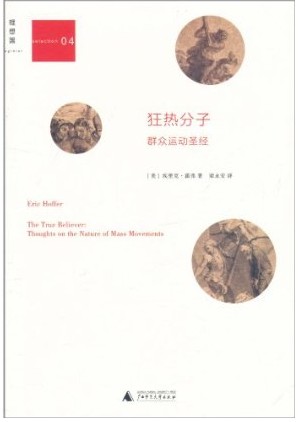 理想国
selection 04
狂热分子
群众运动圣经
［美］埃里克·霍弗 著 梁永安 译
Eric Hoffer
The True Believer:
Thoughts on the Nature of Mass Movements
广西师范大学出版社